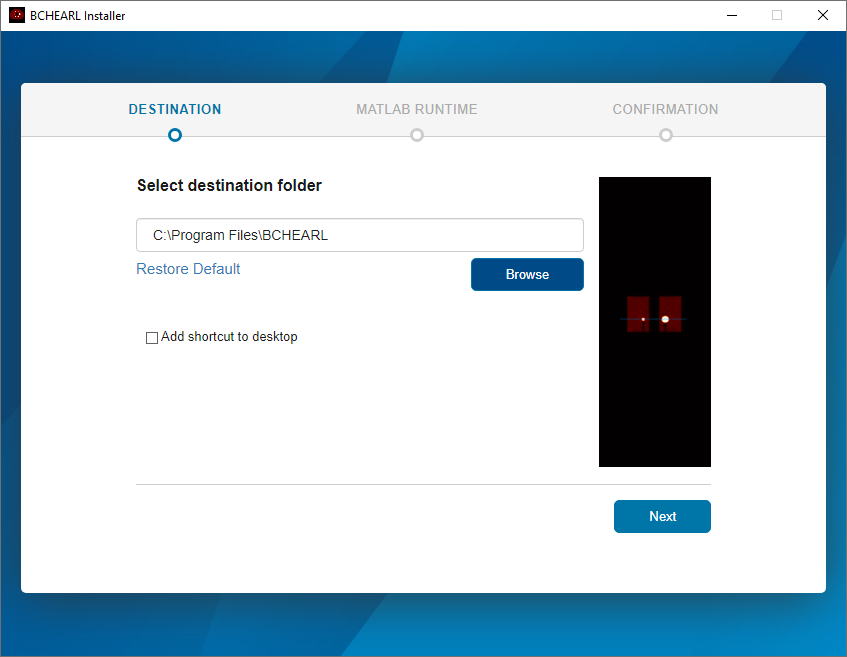 BCHEARL Installer
DESTINATION
MATLAB RUNTIME
CONFIRMATION
Select destination folder
C:\Program Files\BCHEARL
Restore Default
Browse
Add shortcut to desktop
Next